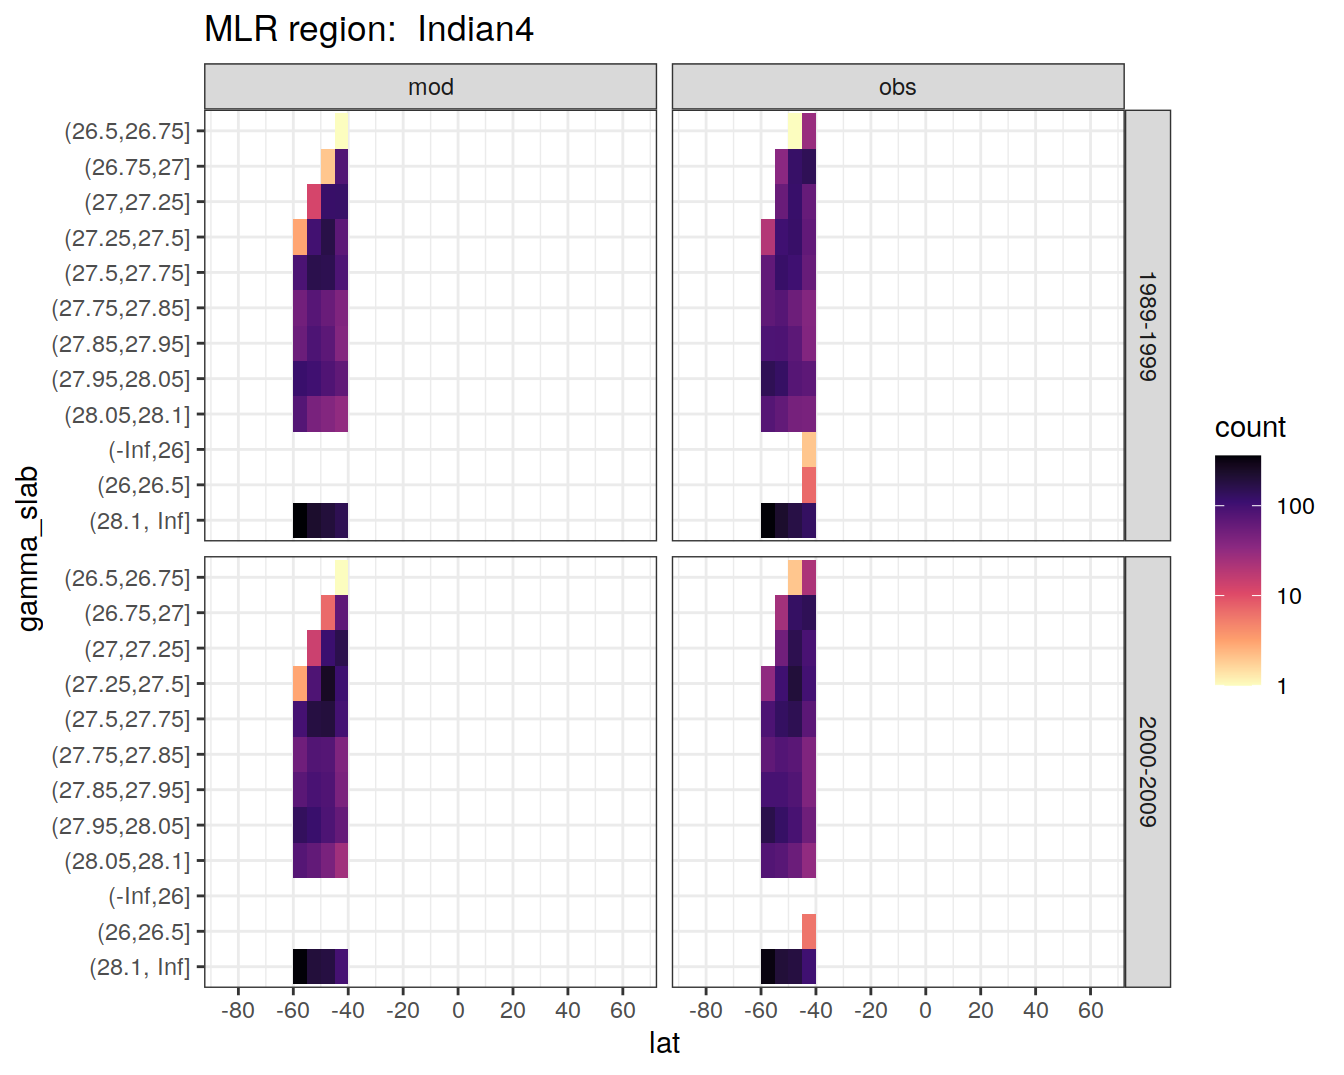 MLR region:  Indian4
mod
obs
gamma_slab
(26.5,26.75]
(26.75,27]
(27,27.25]
(27.25,27.5]
(27.5,27.75]
(27.75,27.85]
(27.85,27.95]
(27.95,28.05]
(28.05,28.1]
(-Inf,26]
(26,26.5]
(28.1, Inf]
1989-1999
(26.5,26.75]
(26.75,27]
(27,27.25]
(27.25,27.5]
(27.5,27.75]
(27.75,27.85]
(27.85,27.95]
(27.95,28.05]
(28.05,28.1]
(-Inf,26]
(26,26.5]
(28.1, Inf]
2000-2009
-80 -60 -40 -20 0 20 40 60
-80 -60 -40 -20 0 20 40 60
lat
count
100
10
1